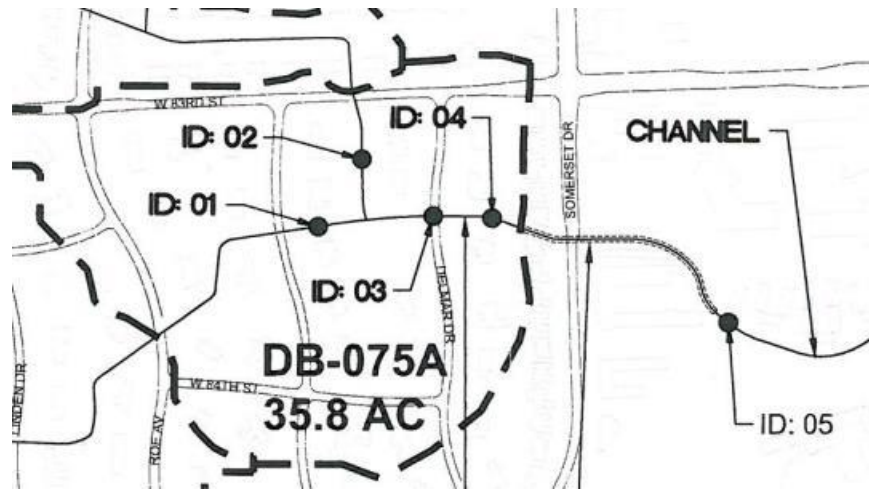 W 83RD ST
ID: 02
ID: 04
CHANNEL
SOMERSET DR
ID: 01
ID: 03
DELMAR DR
DB-075A
35.8 AC
W 84TH ST
LINDEN DR
ROE AV
ID: 05